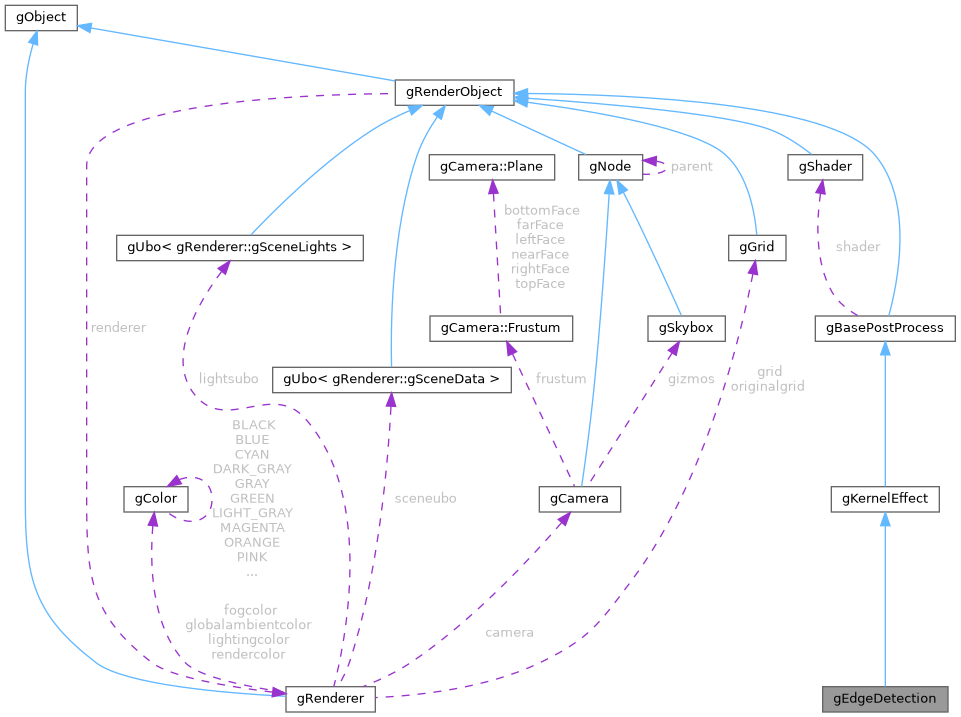 gObject
gRenderObject
gCamera::Plane
gNode
parent
gShader
bottomFace
farFace
leftFace
nearFace
rightFace
topFace
gUbo< gRenderer::gSceneLights >
gGrid
shader
renderer
gCamera::Frustum
gSkybox
gBasePostProcess
lightsubo
gUbo< gRenderer::gSceneData >
frustum
gizmos
grid
originalgrid
BLACK
BLUE
CYAN
DARK_GRAY
GRAY
GREEN
LIGHT_GRAY
MAGENTA
ORANGE
PINK
...
gColor
sceneubo
gCamera
gKernelEffect
fogcolor
globalambientcolor
lightingcolor
rendercolor
camera
gRenderer
gEdgeDetection